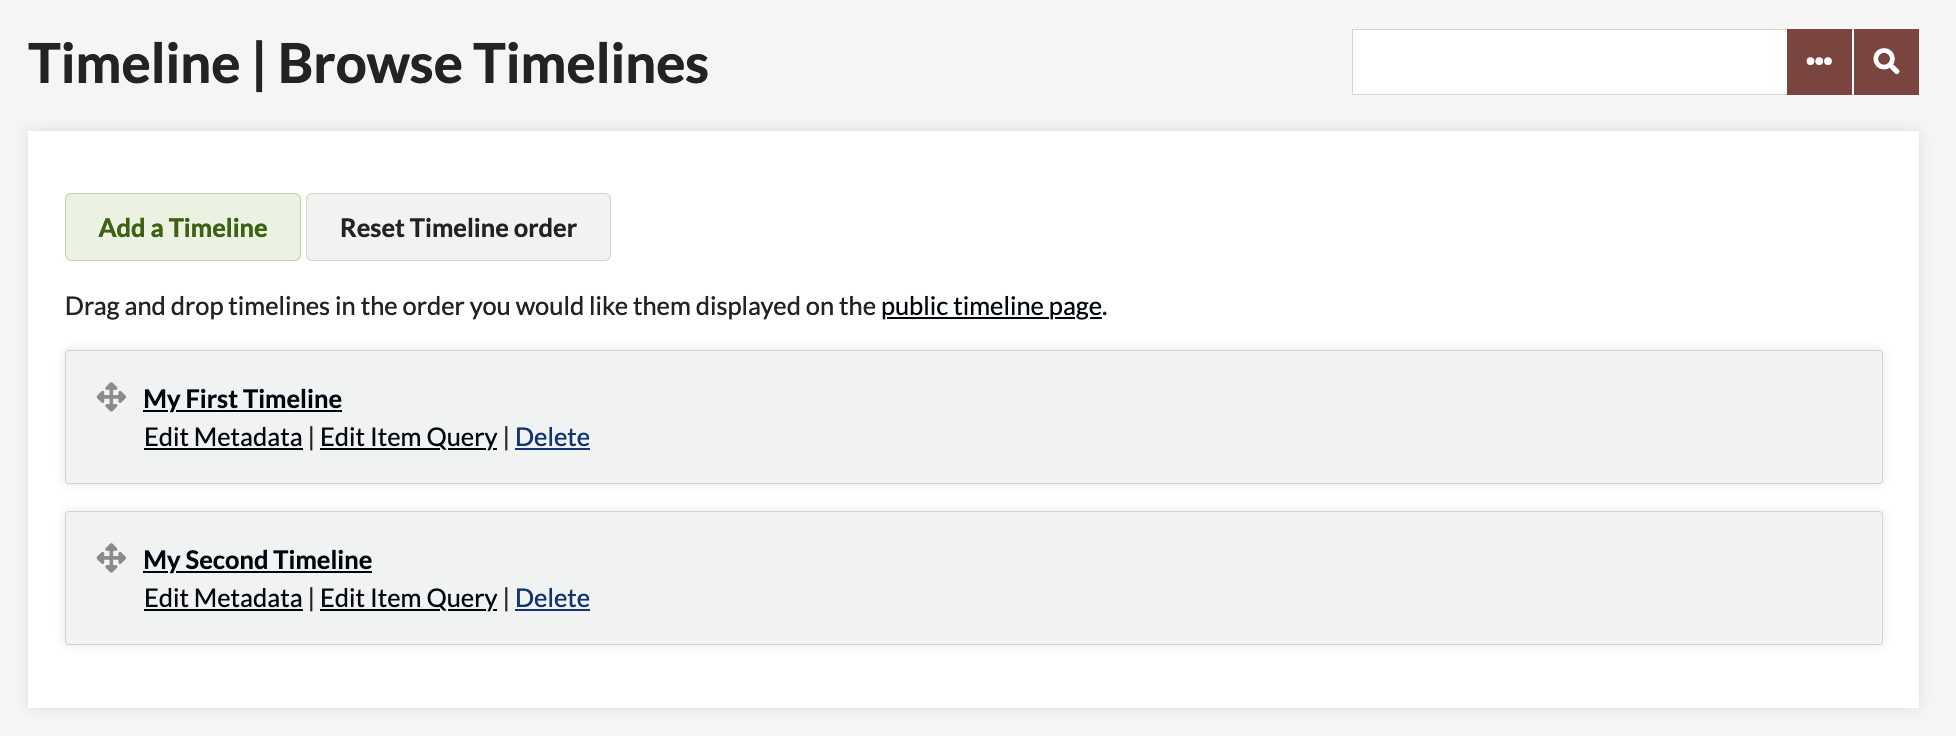 Timeline | Browse Timelines
Add a Timeline
Reset Timeline order
Drag and drop timelines in the order you would like them displayed on the public timeline page.
My First Timeline
Edit Metadata | Edit Item Query | Delete
My Second Timeline
Edit Metadata | Edit Item Query | Delete